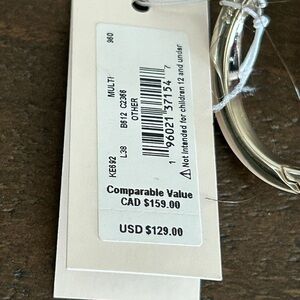 960
MULTI
KE692 L38 B612 C2366
OTHER
1 96021 37154 7
Not Intended for children 12 and under
Comparable Value
CAD $159.00
USD $129.00